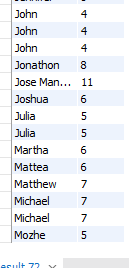 John 4
John 4
John 4
Jonathon 8
Jose Man... 11
Joshua 6
Julia 5
Julia 5
Martha 6
Mattea 6
Matthew 7
Michael 7
Michael 7
Mozhe 5